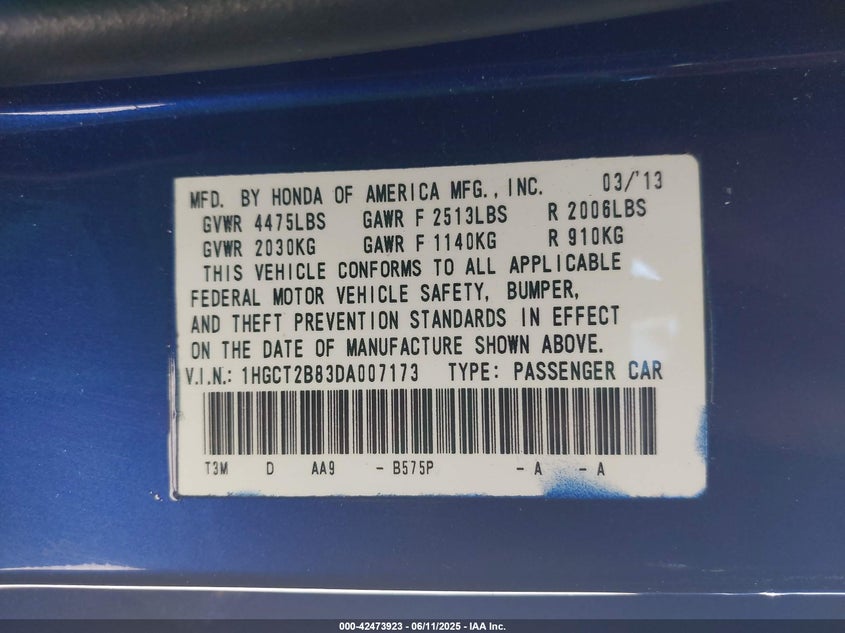 MFD. BY HONDA OF AMERICA MFG., INC. 03/'13
GVWR 4475LBS GAWR F 2513LBS R 2006LBS
GVWR 2030KG GAWR F 1140KG R 910KG
THIS VEHICLE CONFORMS TO ALL APPLICABLE
FEDERAL MOTOR VEHICLE SAFETY, BUMPER,
AND THEFT PREVENTION STANDARDS IN EFFECT
ON THE DATE OF MANUFACTURE SHOWN ABOVE.
V.I.N.: 1HGCT2B83DA007173 TYPE: PASSENGER CAR
T3M D AA9 - B575P - A - A
000-42473923 - 06/11/2025 - IAA Inc.